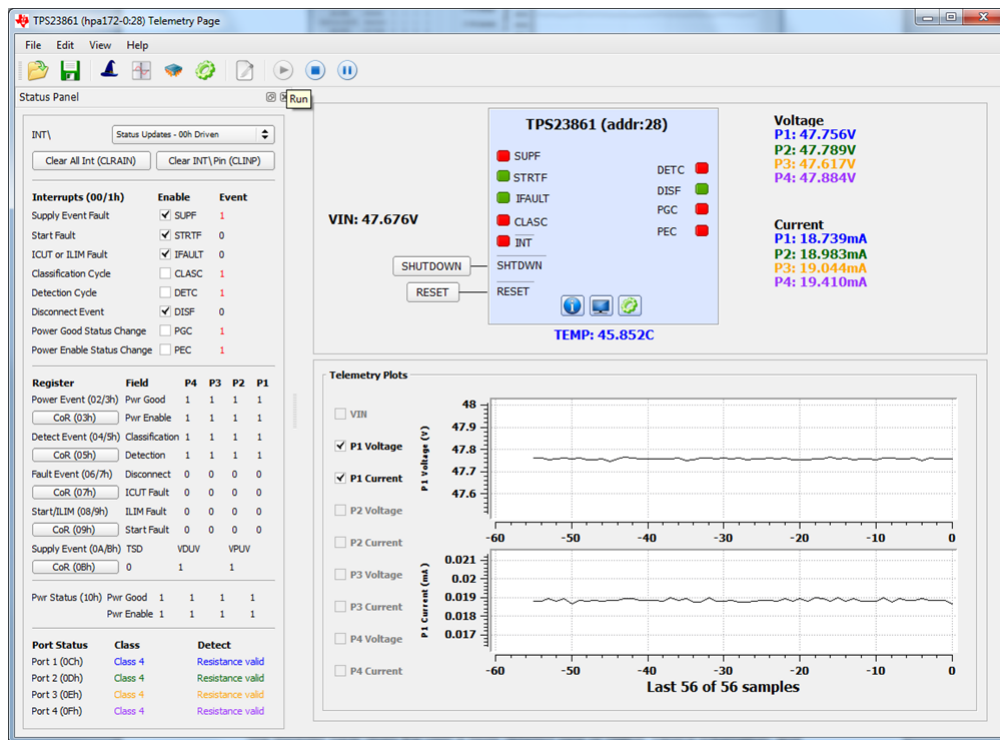 TPS23861 (hpa172-0:28) Telemetry Page
File Edit View Help
Status Panel
Run
INT\ Status Updates - 00h Driven
Clear All Int (CLRAIN) Clear INT\ Pin (CLINP)
Interrupts (00/1h) Enable Event
Supply Event Fault SUPF 1
Start Fault STRTF 0
ICUT or ILIM Fault IFAULT 0
Classification Cycle CLASC 1
Detection Cycle DETC 1
Disconnect Event DISF 0
Power Good Status Change PGC 1
Power Enable Status Change PEC 1
Register Field P4 P3 P2 P1
Power Event (02/3h) Pwr Good 1 1 1 1
CoR (03h) Pwr Enable 1 1 1 1
Detect Event (04/5h) Classification 1 1 1 1
CoR (05h) Detection 1 1 1 1
Fault Event (06/7h) Disconnect 0 0 0 0
CoR (07h) ICUT Fault 0 0 0 0
Start/ILIM (08/9h) ILIM Fault 0 0 0 0
CoR (09h) Start Fault 0 0 0 0
Supply Event (0A/Bh) TSD VDUV VPUV
CoR (0Bh) 0 1 1
Pwr Status (10h) Pwr Good 1 1 1 1
Pwr Enable 1 1 1 1
Port Status Class Detect
Port 1 (0Ch) Class 4 Resistance valid
Port 2 (0Dh) Class 4 Resistance valid
Port 3 (0Eh) Class 4 Resistance valid
Port 4 (0Fh) Class 4 Resistance valid
VIN: 47.676V
SHUTDOWN
RESET
TPS23861 (addr:28)
SUPF
STRTF
IFAULT
CLASC
INT
SHTDWN
RESET
DETC
DISF
PGC
PEC
TEMP: 45.852C
Voltage
P1: 47.756V
P2: 47.789V
P3: 47.617V
P4: 47.884V
Current
P1: 18.739mA
P2: 18.983mA
P3: 19.044mA
P4: 19.410mA
Telemetry Plots
VIN
P1 Voltage
P1 Current
P2 Voltage
P2 Current
P3 Voltage
P3 Current
P4 Voltage
P4 Current
P1 Voltage (V)
48
47.9
47.8
47.7
47.6
-60 -50 -40 -30 -20 -10 0
P1 Current (mA)
0.021
0.02
0.019
0.018
0.017
-60 -50 -40 -30 -20 -10 0
Last 56 of 56 samples